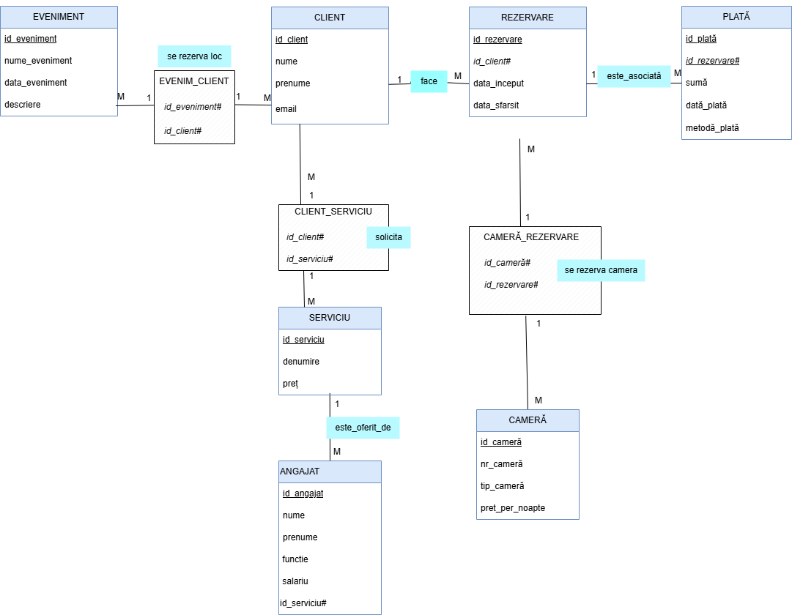 EVENIMENT
id_eveniment
nume_eveniment
data_eveniment
descriere
M
1
se rezerva loc
EVENIM_CLIENT
id_eveniment#
id_client#
1
M
CLIENT
id_client
nume
prenume
email
1
face
M
REZERVARE
id_rezervare
id_client#
data_inceput
data_sfarsit
1
este_asociată
M
PLATĂ
id_plată
id_rezervare#
sumă
dată_plată
metodă_plată
M
1
CLIENT_SERVICIU
id_client#
id_serviciu#
solicita
1
M
SERVICIU
id_serviciu
denumire
preț
1
este_oferit_de
M
ANGAJAT
id_angajat
nume
prenume
functie
salariu
id_serviciu#
M
1
CAMERĂ_REZERVARE
id_cameră#
id_rezervare#
se rezerva camera
1
M
CAMERĂ
id_cameră
nr_cameră
tip_cameră
pret_per_noapte